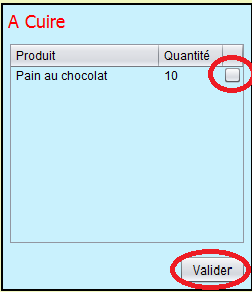 A Cuire
Produit Quantité
Pain au chocolat 10
Valider